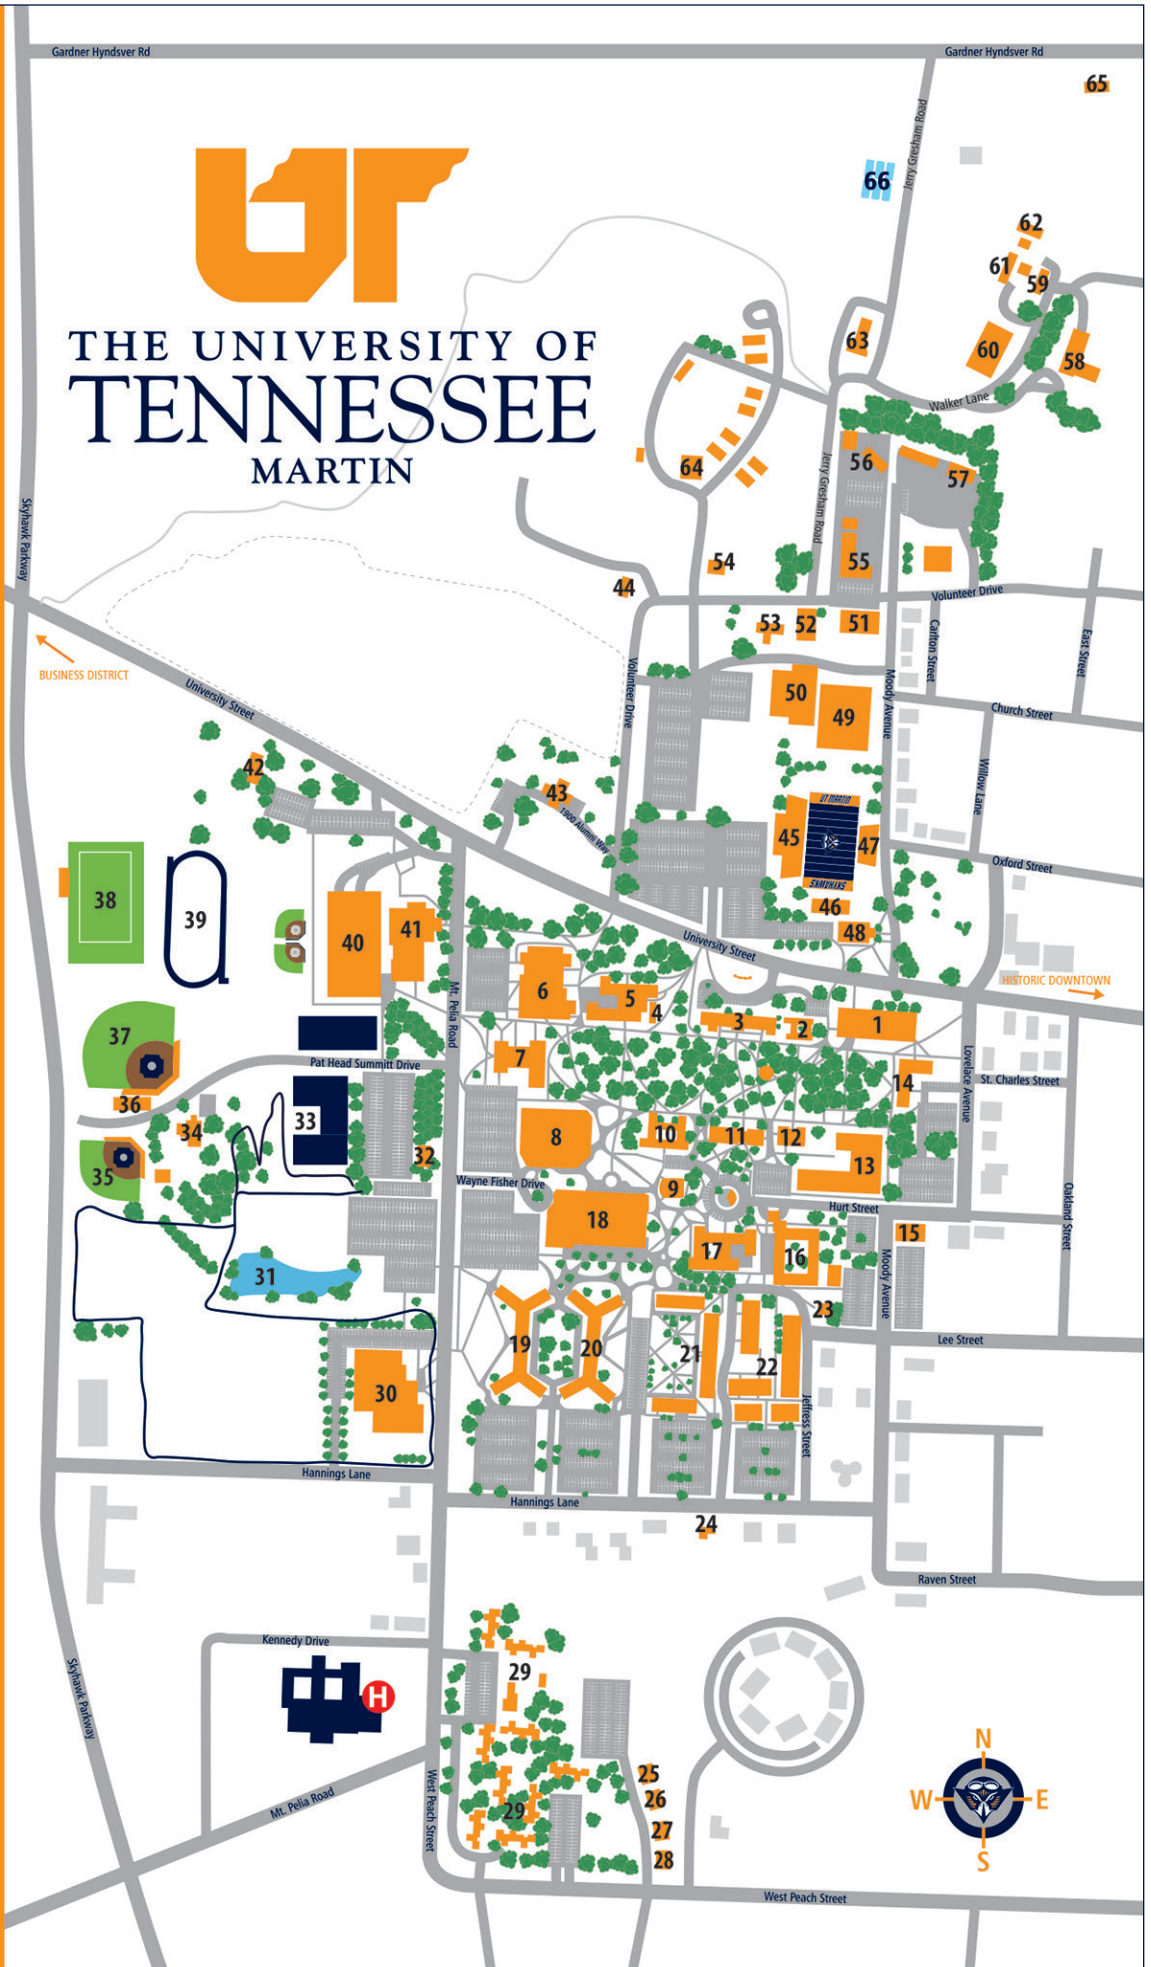 Gardner Hyndsver Rd
Gardner Hyndsver Rd
65
Jerry Gresham Road
66
THE UNIVERSITY OF
TENNESSEE
MARTIN
62
61
59
63
60
58
Walker Lane
56
64
57
Jerry Gresham Road
Skyhawk Parkway
54
55
44
Volunteer Drive
53
52
51
Carlton Street
East Street
BUSINESS DISTRICT
University Street
Volunteer Drive
50
49
Moody Avenue
Church Street
42
43
Willow Lane
1900 Alumni Way
UT MARTIN
45
47
SKYHAWKS
Oxford Street
38
39
46
40
41
48
University Street
HISTORIC DOWNTOWN
6
5
4
3
2
1
Mt. Pelia Road
37
Pat Head Summitt Drive
7
Lovelace Avenue
St. Charles Street
14
36
33
34
8
10
11
12
35
32
13
Wayne Fisher Drive
9
Hurt Street
Oakland Street
18
17
16
15
31
Moody Avenue
23
19
20
21
22
Lee Street
30
Jeffress Street
Hannings Lane
Hannings Lane
24
Raven Street
Kennedy Drive
29
H
Skyhawk Parkway
N
W
E
S
25
26
27
28
29
Mt. Pelia Road
West Peach Street
West Peach Street